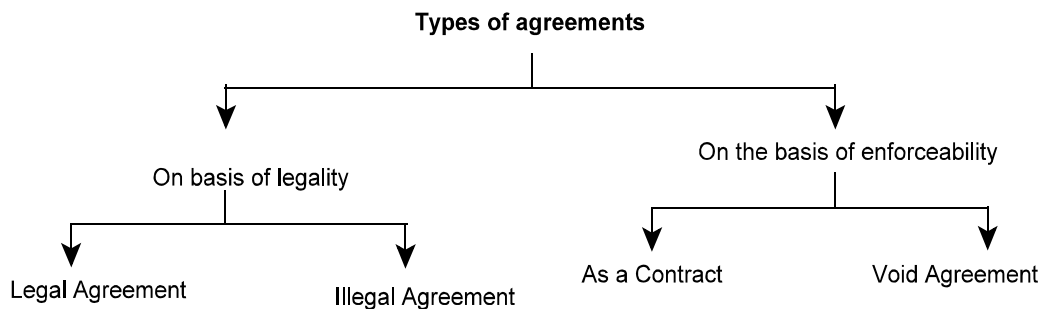 Types of agreements
On basis of legality
On the basis of enforceability
Legal Agreement
Illegal Agreement
As a Contract
Void Agreement